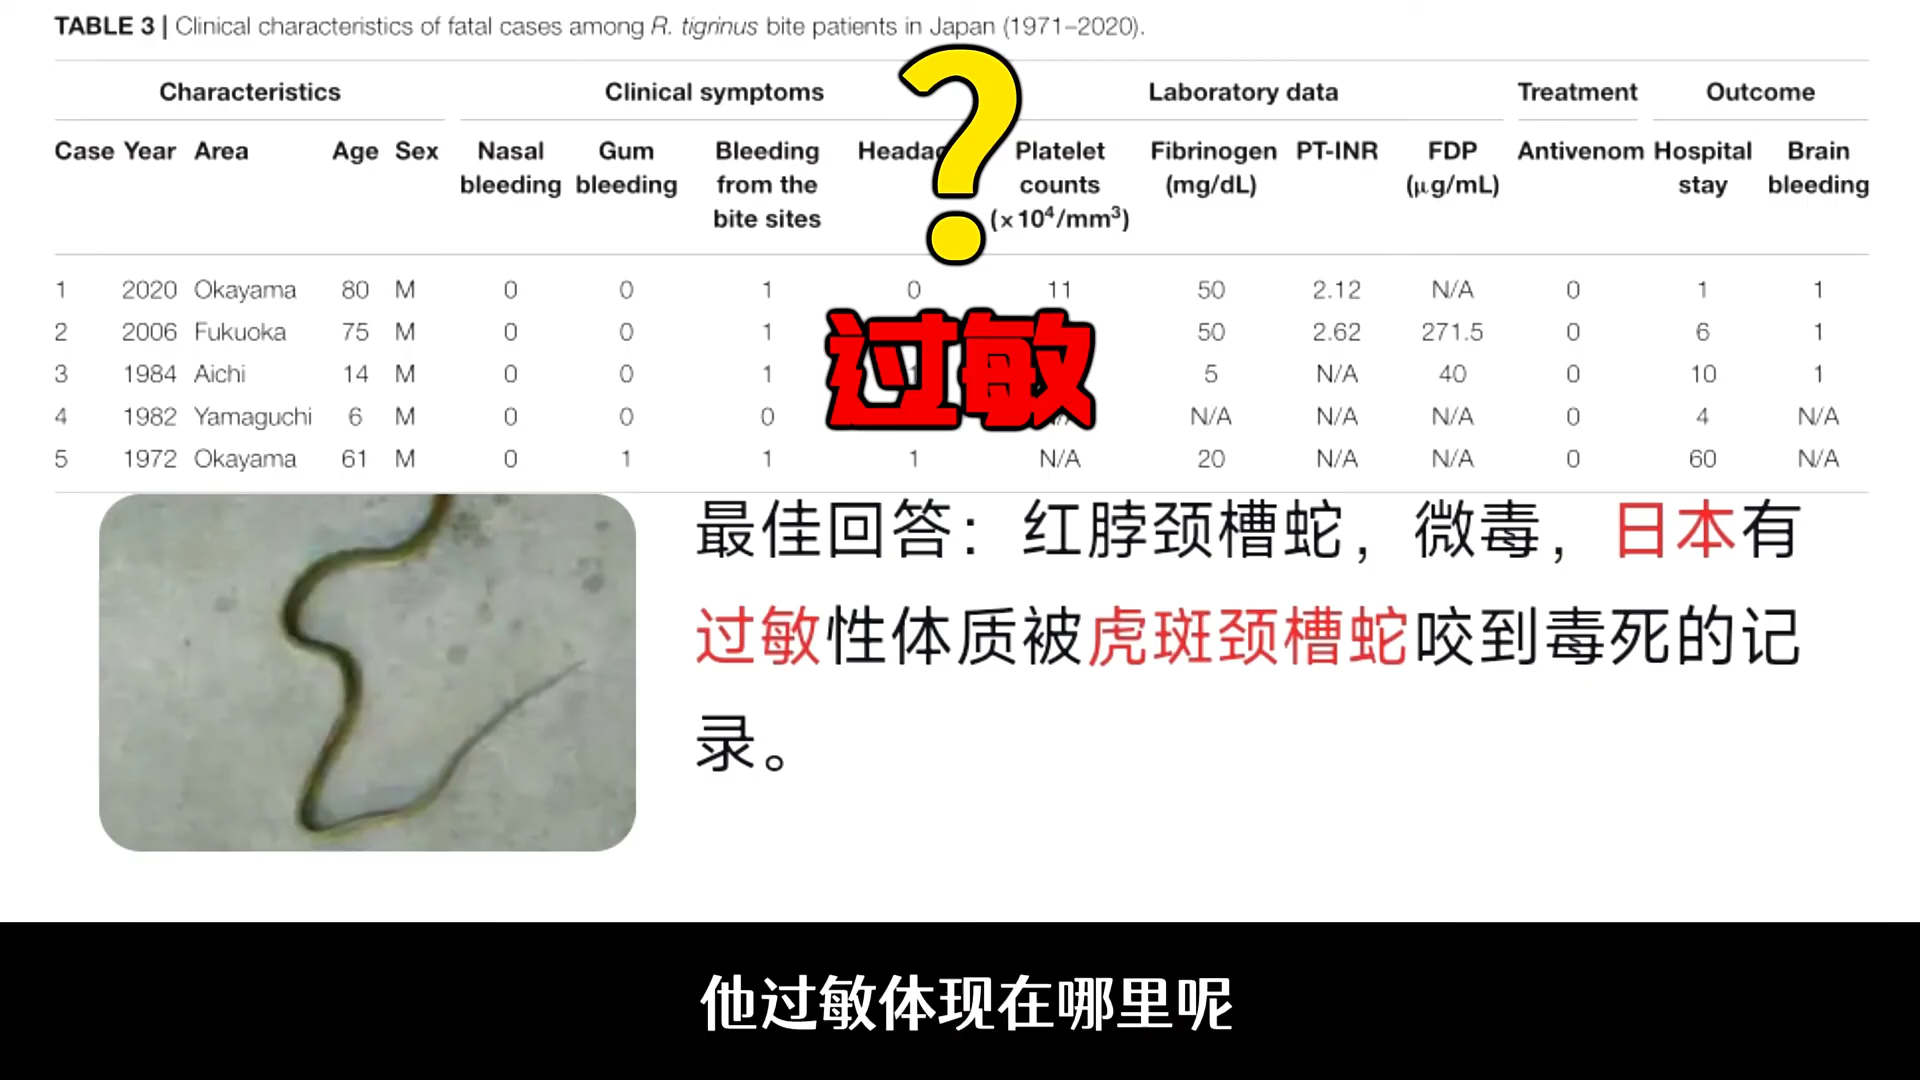 TABLE 3 | Clinical characteristics of fatal cases among R. tigrinus bite patients in Japan (1971–2020).
Characteristics Clinical symptoms Laboratory data Treatment Outcome
Case Year Area Age Sex Nasal bleeding Gum bleeding Bleeding from the bite sites Platelet counts (×10⁴/mm³) Fibrinogen (mg/dL) PT-INR FDP (μg/mL) Antivenom Hospital stay Brain bleeding
?
1 2020 Okayama 80 M 0 0 1 0 11 50 2.12 N/A 0 1 1
2 2006 Fukuoka 75 M 0 0 1 50 2.62 271.5 0 6 1
3 1984 Aichi 14 M 0 0 1 5 N/A 40 0 10 1
4 1982 Yamaguchi 6 M 0 0 0 N/A N/A N/A 0 4 N/A
5 1972 Okayama 61 M 0 1 1 1 N/A 20 N/A N/A 0 60 N/A
过敏
最佳回答：红脖颈槽蛇，微毒，日本有
过敏性体质被虎斑颈槽蛇咬到毒死的记
录。
他过敏体现在哪里呢